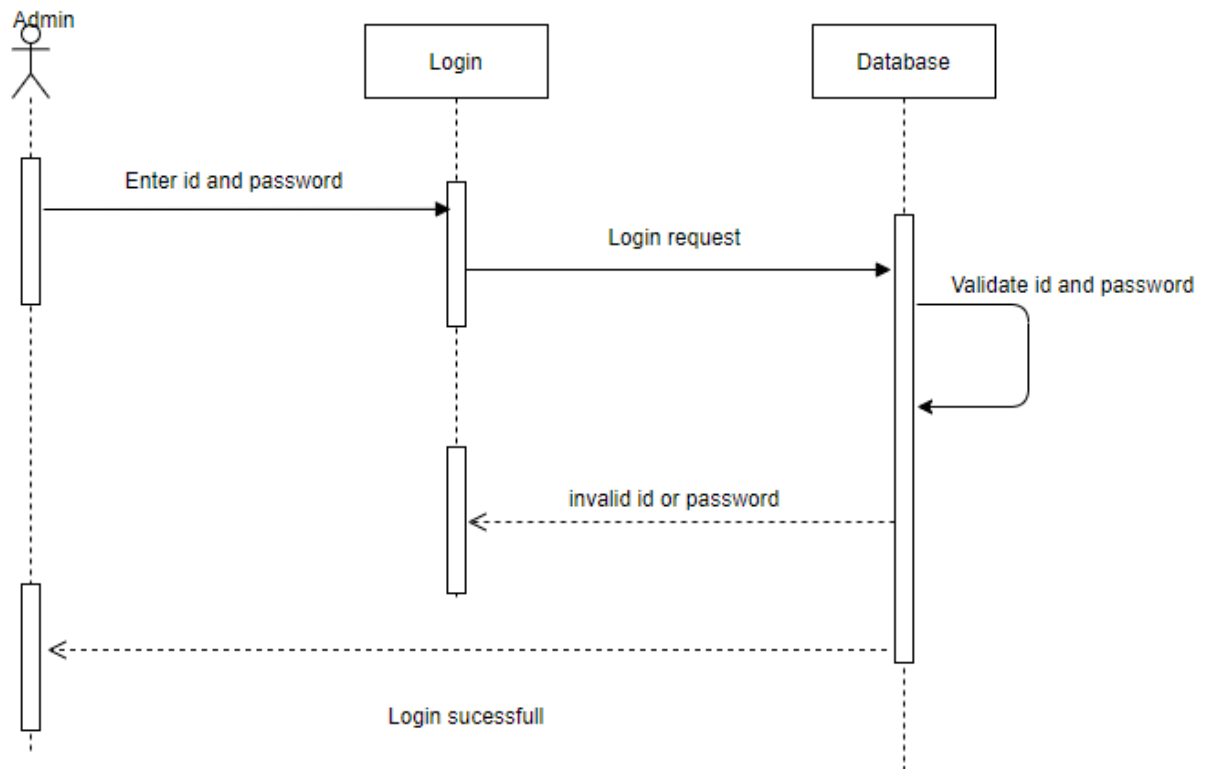 Admin
Login
Database
Enter id and password
Login request
Validate id and password
invalid id or password
Login sucessfull